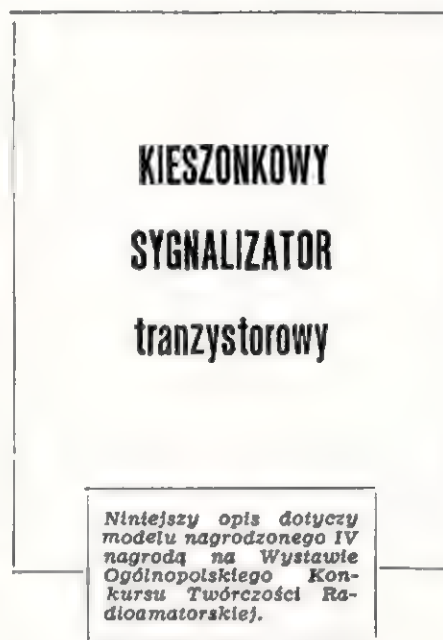 KIESZONKOWY
SYGNALIZATOR
tranzystorowy
Niniejszy opis dotyczy
modelu nagrodzonego IV
nagrodą na Wystawie
Ogólnopolskiego Kon-
kursu Twórczości Ra-
dioamatorskiej.